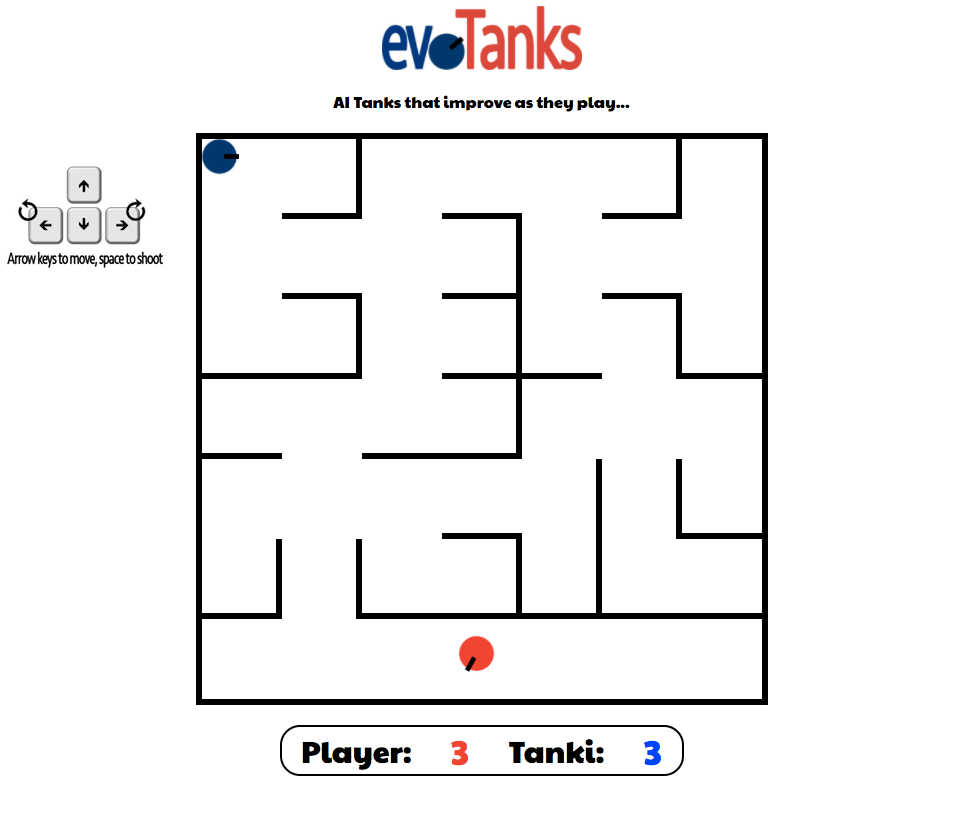 evoTanks
AI Tanks that improve as they play...
Arrow keys to move, space to shoot
Player: 3 Tanki: 3